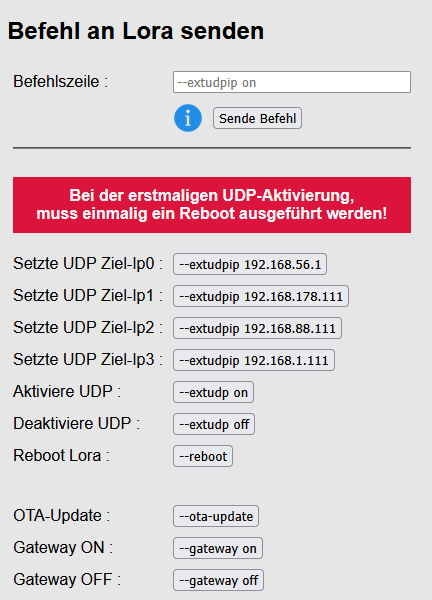 Befehl an Lora senden
Befehlszeile : --extudpip on
i Sende Befehl
Bei der erstmaligen UDP-Aktivierung,
muss einmalig ein Reboot ausgeführt werden!
Setzte UDP Ziel-Ip0 : --extudpip 192.168.56.1
Setzte UDP Ziel-Ip1 : --extudpip 192.168.178.111
Setzte UDP Ziel-Ip2 : --extudpip 192.168.88.111
Setzte UDP Ziel-Ip3 : --extudpip 192.168.1.111
Aktiviere UDP : --extudp on
Deaktiviere UDP : --extudp off
Reboot Lora : --reboot
OTA-Update : --ota-update
Gateway ON : --gateway on
Gateway OFF : --gateway off